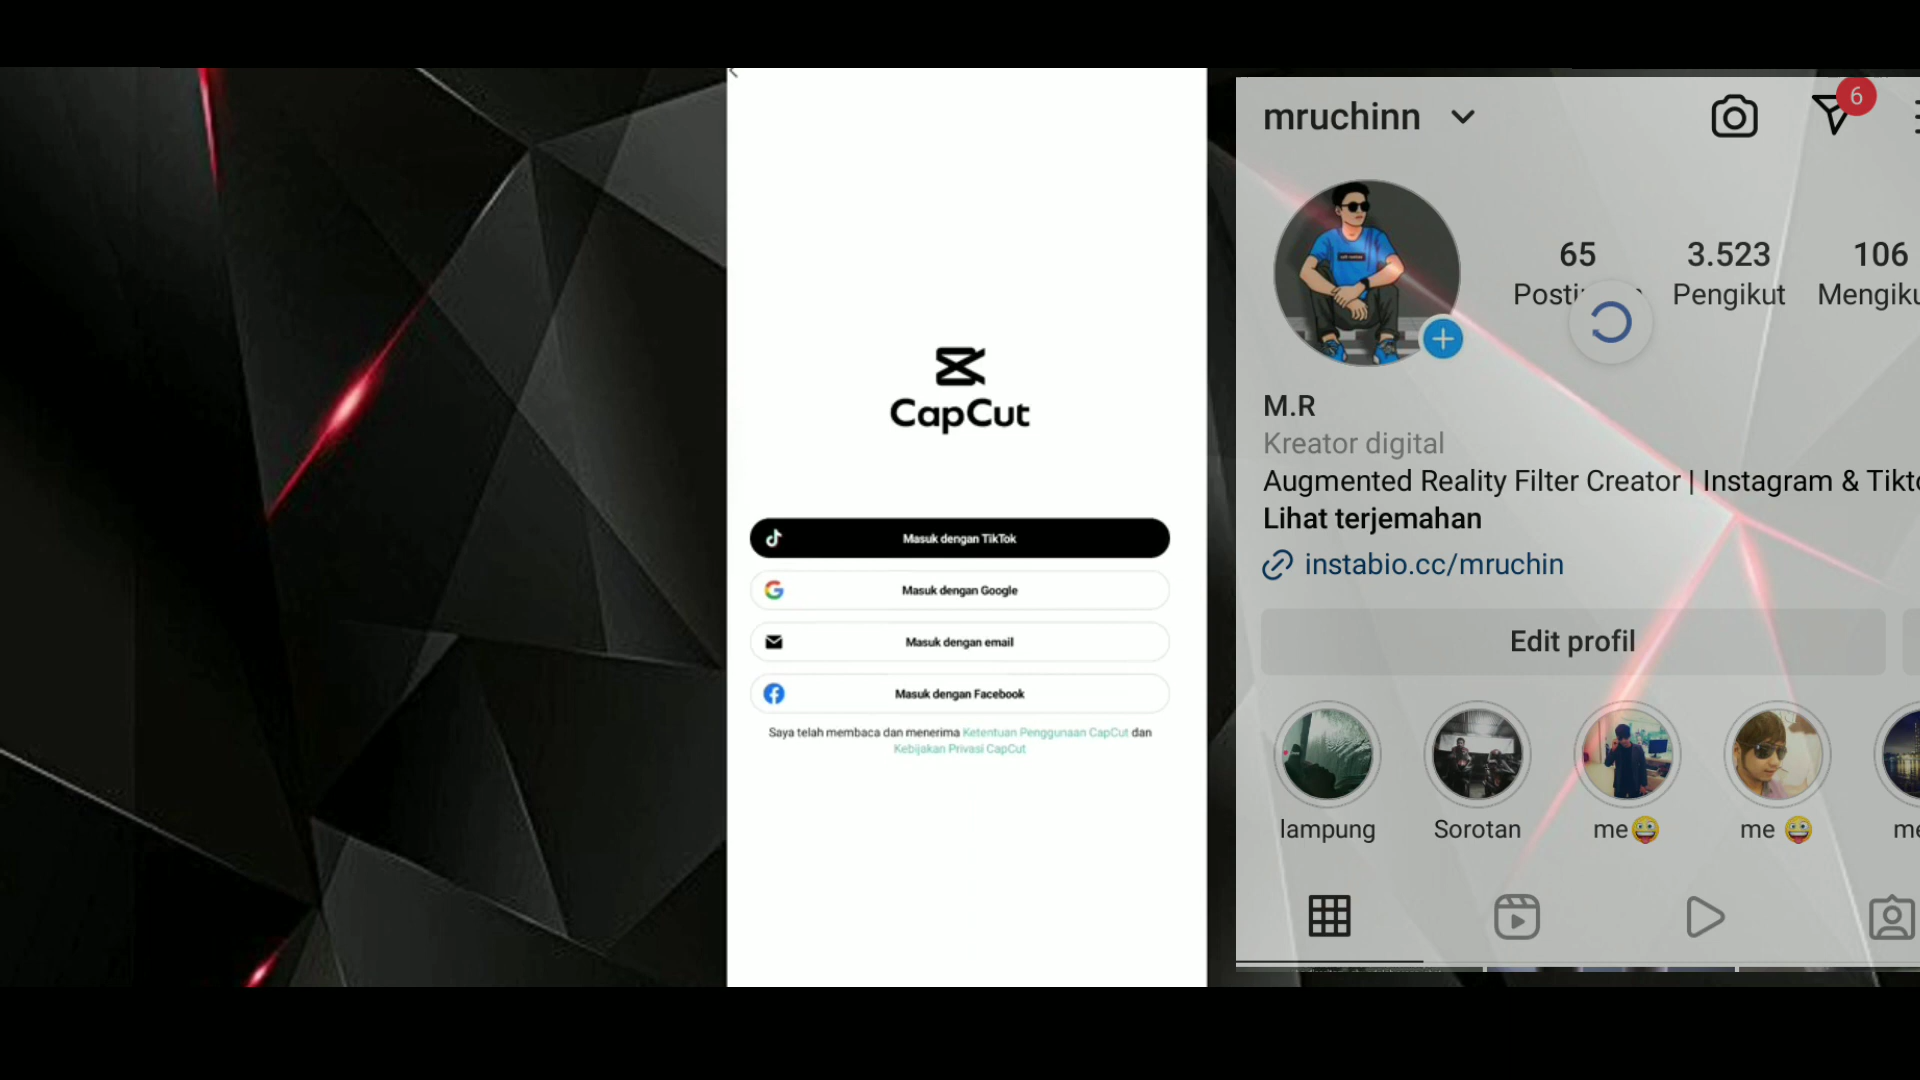 CapCut
Masuk dengan TikTok
Masuk dengan Google
Masuk dengan email
Masuk dengan Facebook
Saya telah membaca dan menerima Ketentuan Penggunaan CapCut dan
Kebijakan Privasi CapCut
mruchinn
6
65 3.523 106
Pengikut
M.R
Kreator digital
Augmented Reality Filter Creator | Instagram &
Lihat terjemahan
instabio.cc/mruchin
Edit profil
lampung Sorotan me😜 me 😜